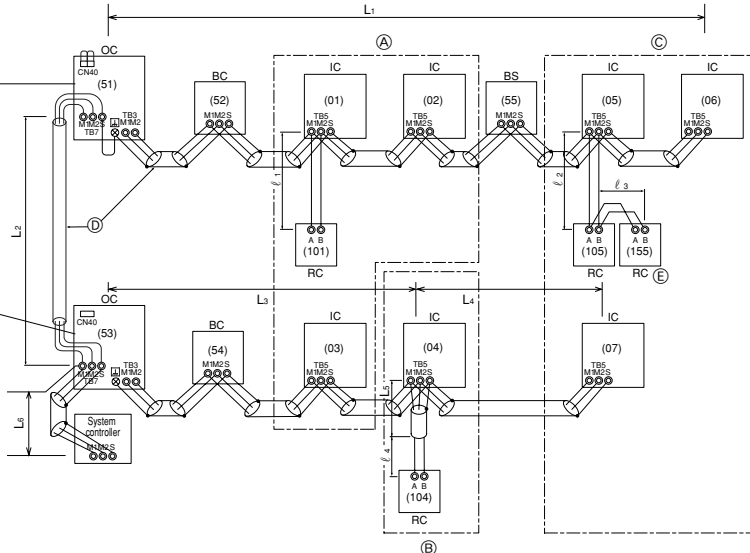 L1
OC
CN40
(51)
M1M2S
TB7
TB3
M1M2
BC
(52)
M1M2S
Ⓐ
IC
(01)
TB5
M1M2S
IC
(02)
TB5
M1M2S
BS
(55)
M1M2S
Ⓒ
IC
(05)
TB5
M1M2S
IC
(06)
TB5
M1M2S
L2
Ⓓ
ℓ1
A B
(101)
RC
ℓ2
ℓ3
A B
(105)
RC
A B
(155)
RC
Ⓔ
L3
L4
OC
CN40
(53)
M1M2S
TB7
TB3
M1M2
BC
(54)
M1M2S
IC
(03)
TB5
M1M2S
IC
(04)
TB5
M1M2S
IC
(07)
TB5
M1M2S
L5
L6
System
controller
M1M2S
ℓ4
A B
(104)
RC
Ⓑ